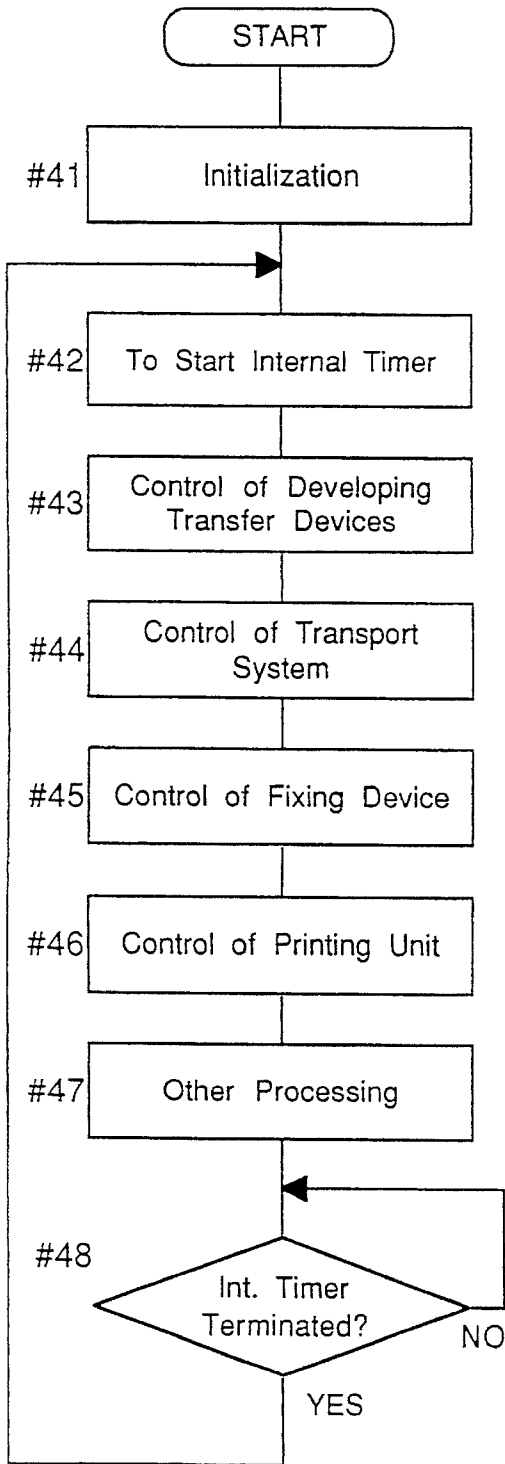 START
#41
Initialization
#42
To Start Internal Timer
#43
Control of Developing
Transfer Devices
#44
Control of Transport
System
#45
Control of Fixing Device
#46
Control of Printing Unit
#47
Other Processing
#48
Int. Timer
Terminated?
NO
YES